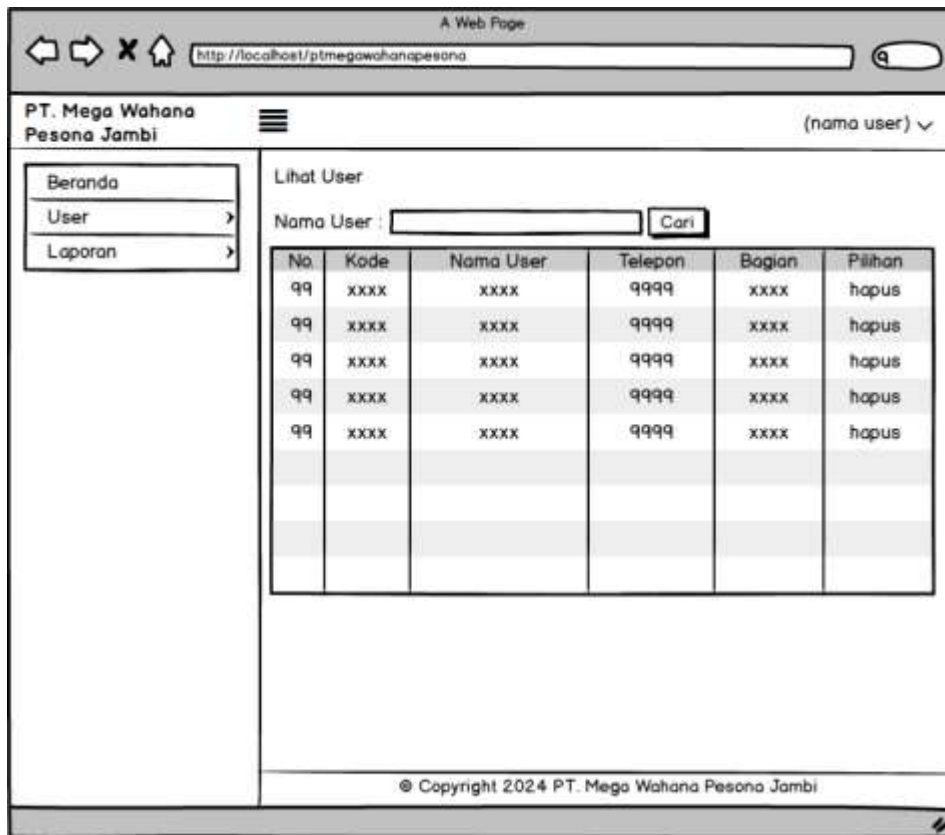 A Web Page
http://localhost/ptmegawahanapesona
PT. Mega Wahana
Pesona Jambi
(nama user)
Beranda
User
Laporan
Lihat User
Nama User : Cari
No. Kode Nama User Telepon Bagian Pilihan
99 xxxx xxxx 9999 xxxx hapus
99 xxxx xxxx 9999 xxxx hapus
99 xxxx xxxx 9999 xxxx hapus
99 xxxx xxxx 9999 xxxx hapus
99 xxxx xxxx 9999 xxxx hapus
© Copyright 2024 PT. Mega Wahana Pesona Jambi